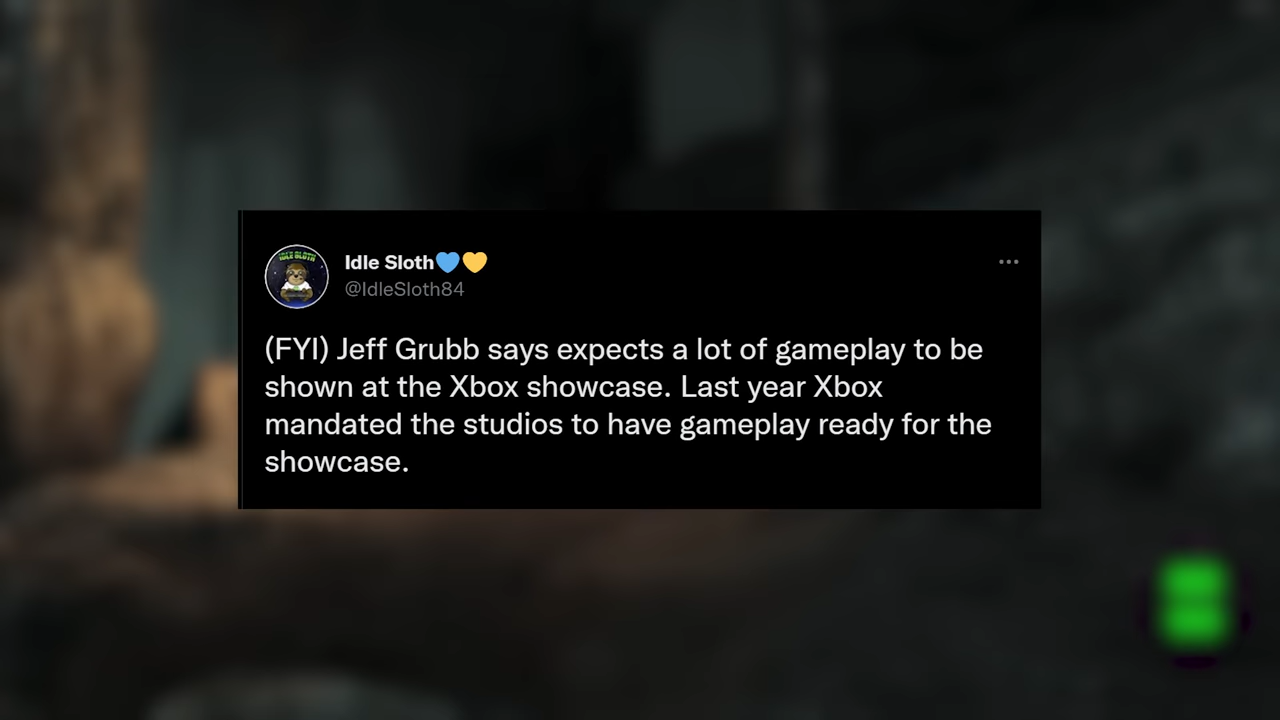 Idle Sloth💙💛
@IdleSloth84
(FYI) Jeff Grubb says expects a lot of gameplay to be
shown at the Xbox showcase. Last year Xbox
mandated the studios to have gameplay ready for the
showcase.